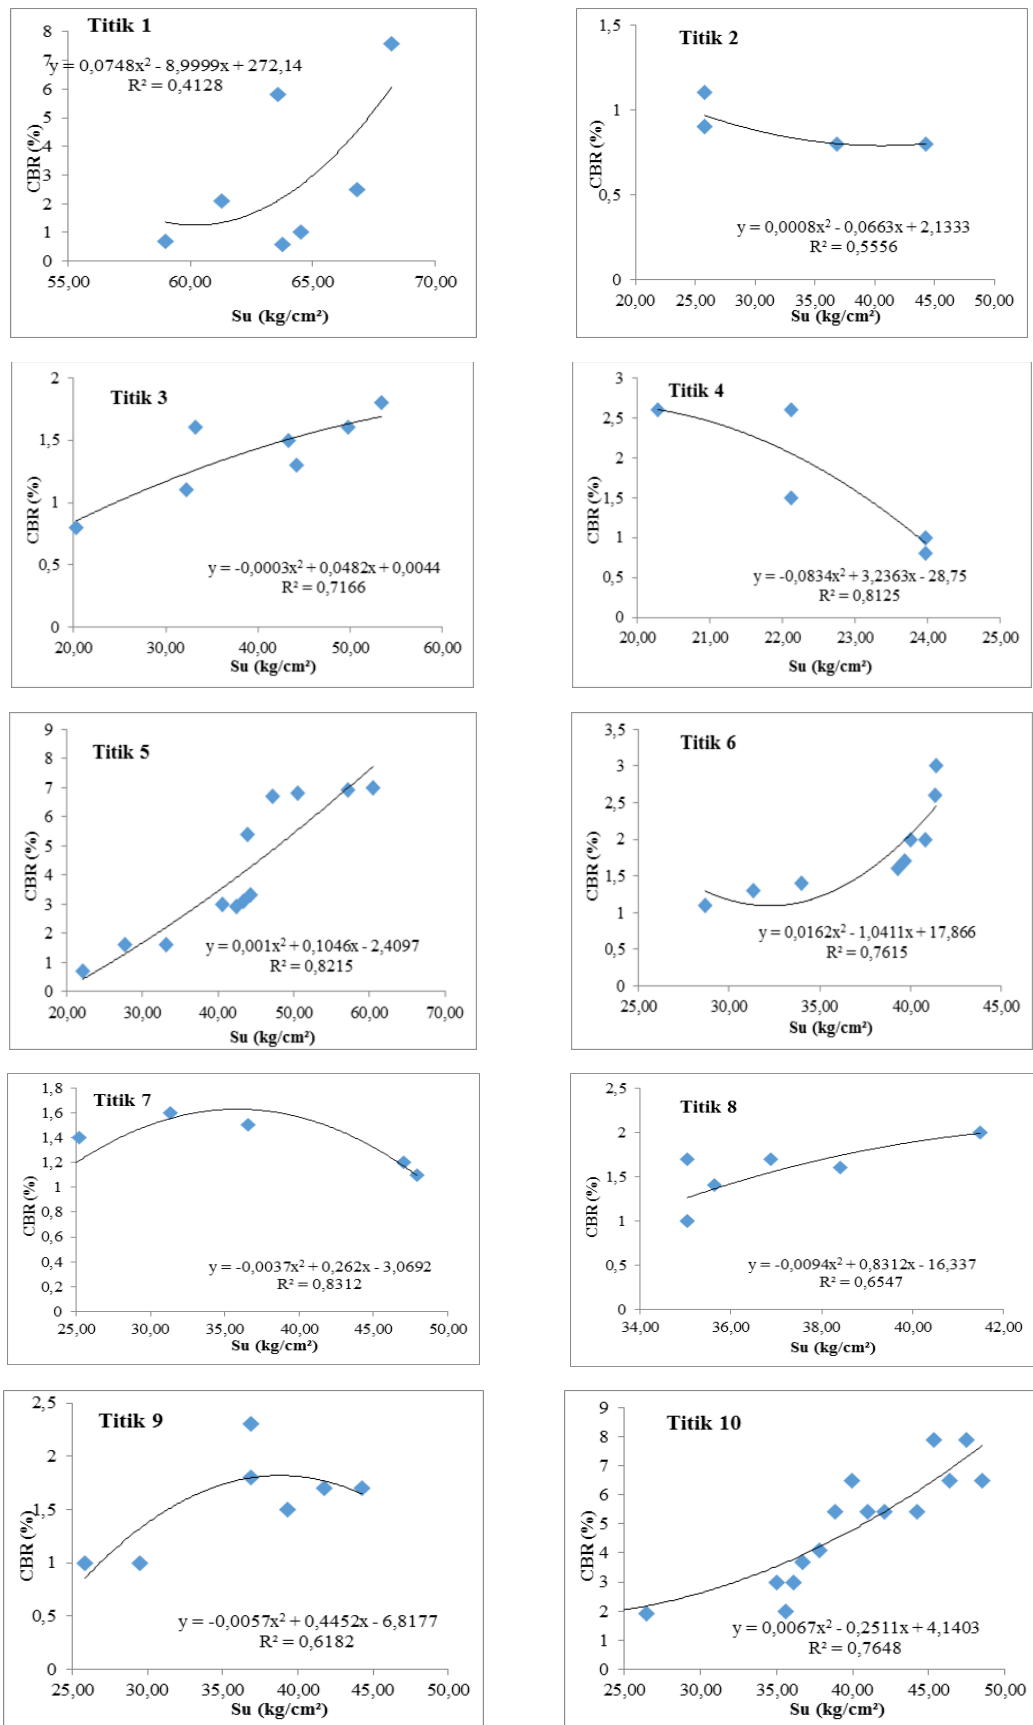 Titik 1
y = 0,0748x² - 8,9999x + 272,14
R² = 0,4128
CBR (%)
8
7
6
5
4
3
2
1
0
55,00 60,00 65,00 70,00
Su (kg/cm²)
Titik 2
CBR (%)
1,5
1
0,5
0
y = 0,0008x² - 0,0663x + 2,1333
R² = 0,5556
20,00 25,00 30,00 35,00 40,00 45,00 50,00
Su (kg/cm²)
Titik 3
CBR (%)
2
1,5
1
0,5
0
y = -0,0003x² + 0,0482x + 0,0044
R² = 0,7166
20,00 30,00 40,00 50,00 60,00
Su (kg/cm²)
Titik 4
CBR (%)
3
2,5
2
1,5
1
0,5
0
y = -0,0834x² + 3,2363x - 28,75
R² = 0,8125
20,00 21,00 22,00 23,00 24,00 25,00
Su (kg/cm²)
Titik 5
CBR (%)
9
8
7
6
5
4
3
2
1
0
y = 0,001x² + 0,1046x - 2,4097
R² = 0,8215
20,00 30,00 40,00 50,00 60,00 70,00
Su (kg/cm²)
Titik 6
CBR (%)
3,5
3
2,5
2
1,5
1
0,5
0
y = 0,0162x² - 1,0411x + 17,866
R² = 0,7615
25,00 30,00 35,00 40,00 45,00
Su (kg/cm²)
Titik 7
CBR (%)
1,8
1,6
1,4
1,2
1
0,8
0,6
0,4
0,2
0
y = -0,0037x² + 0,262x - 3,0692
R² = 0,8312
25,00 30,00 35,00 40,00 45,00 50,00
Su (kg/cm²)
Titik 8
CBR (%)
2,5
2
1,5
1
0,5
0
y = -0,0094x² + 0,8312x - 16,337
R² = 0,6547
34,00 36,00 38,00 40,00 42,00
Su (kg/cm²)
Titik 9
CBR (%)
2,5
2
1,5
1
0,5
0
y = -0,0057x² + 0,4452x - 6,8177
R² = 0,6182
25,00 30,00 35,00 40,00 45,00 50,00
Su (kg/cm²)
Titik 10
CBR (%)
9
8
7
6
5
4
3
2
1
0
y = 0,0067x² - 0,2511x + 4,1403
R² = 0,7648
25,00 30,00 35,00 40,00 45,00 50,00
Su (kg/cm²)